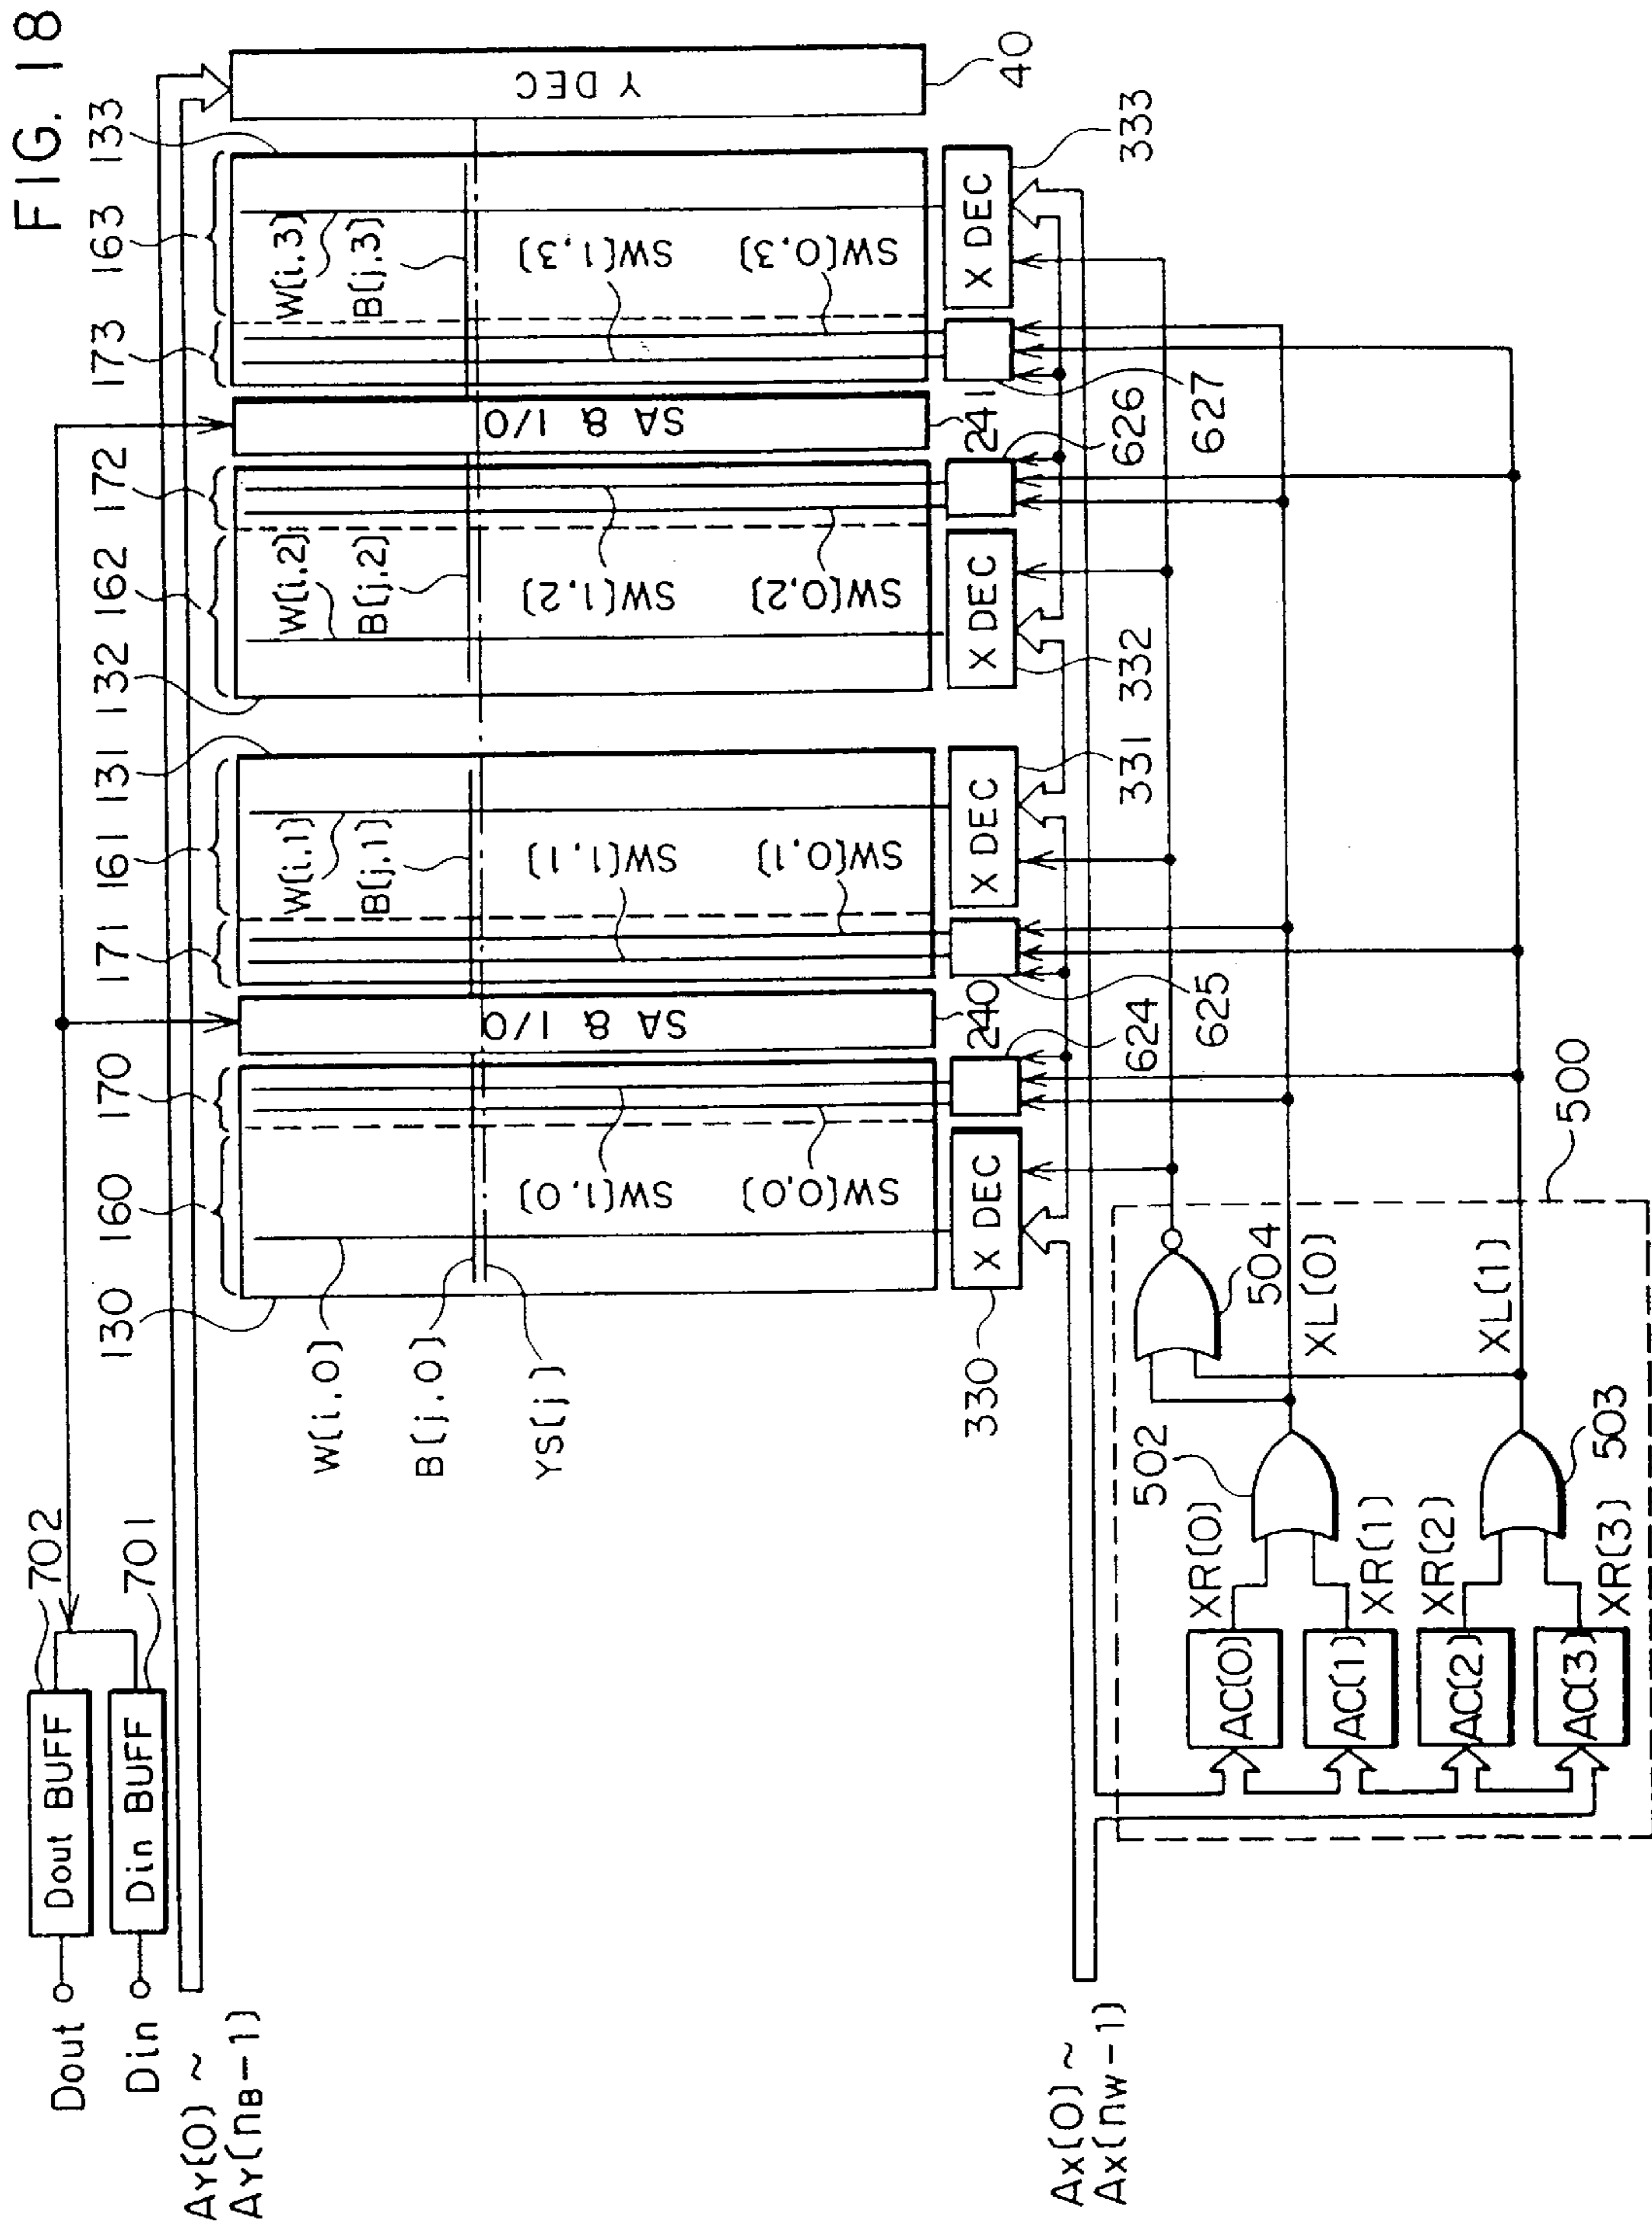 FIG. 18
Dout
Dout BUFF
702
Din
Din BUFF
701
AY(0) ~
AY(nB-1)
130
160
170
171
161
131
132
162
172
173
163
133
W(i.0)
B(j.0)
YS(j)
SW(1,0)
SW(0,0)
SA & I/O
240
W(i.1)
B(j.1)
SW(1,1)
SW(0,1)
W(i.2)
B(j.2)
SW(1,2)
SW(0,2)
SA & I/O
241
W(i.3)
B(j.3)
SW(1,3)
SW(0,3)
Y DEC
40
330
X DEC
624
625
X DEC
331
X DEC
332
626
627
X DEC
333
AX(0) ~
AX(nW-1)
500
AC(0)
XR(0)
AC(1)
XR(1)
502
504
XL(0)
AC(2)
XR(2)
AC(3)
XR(3)
503
XL(1)